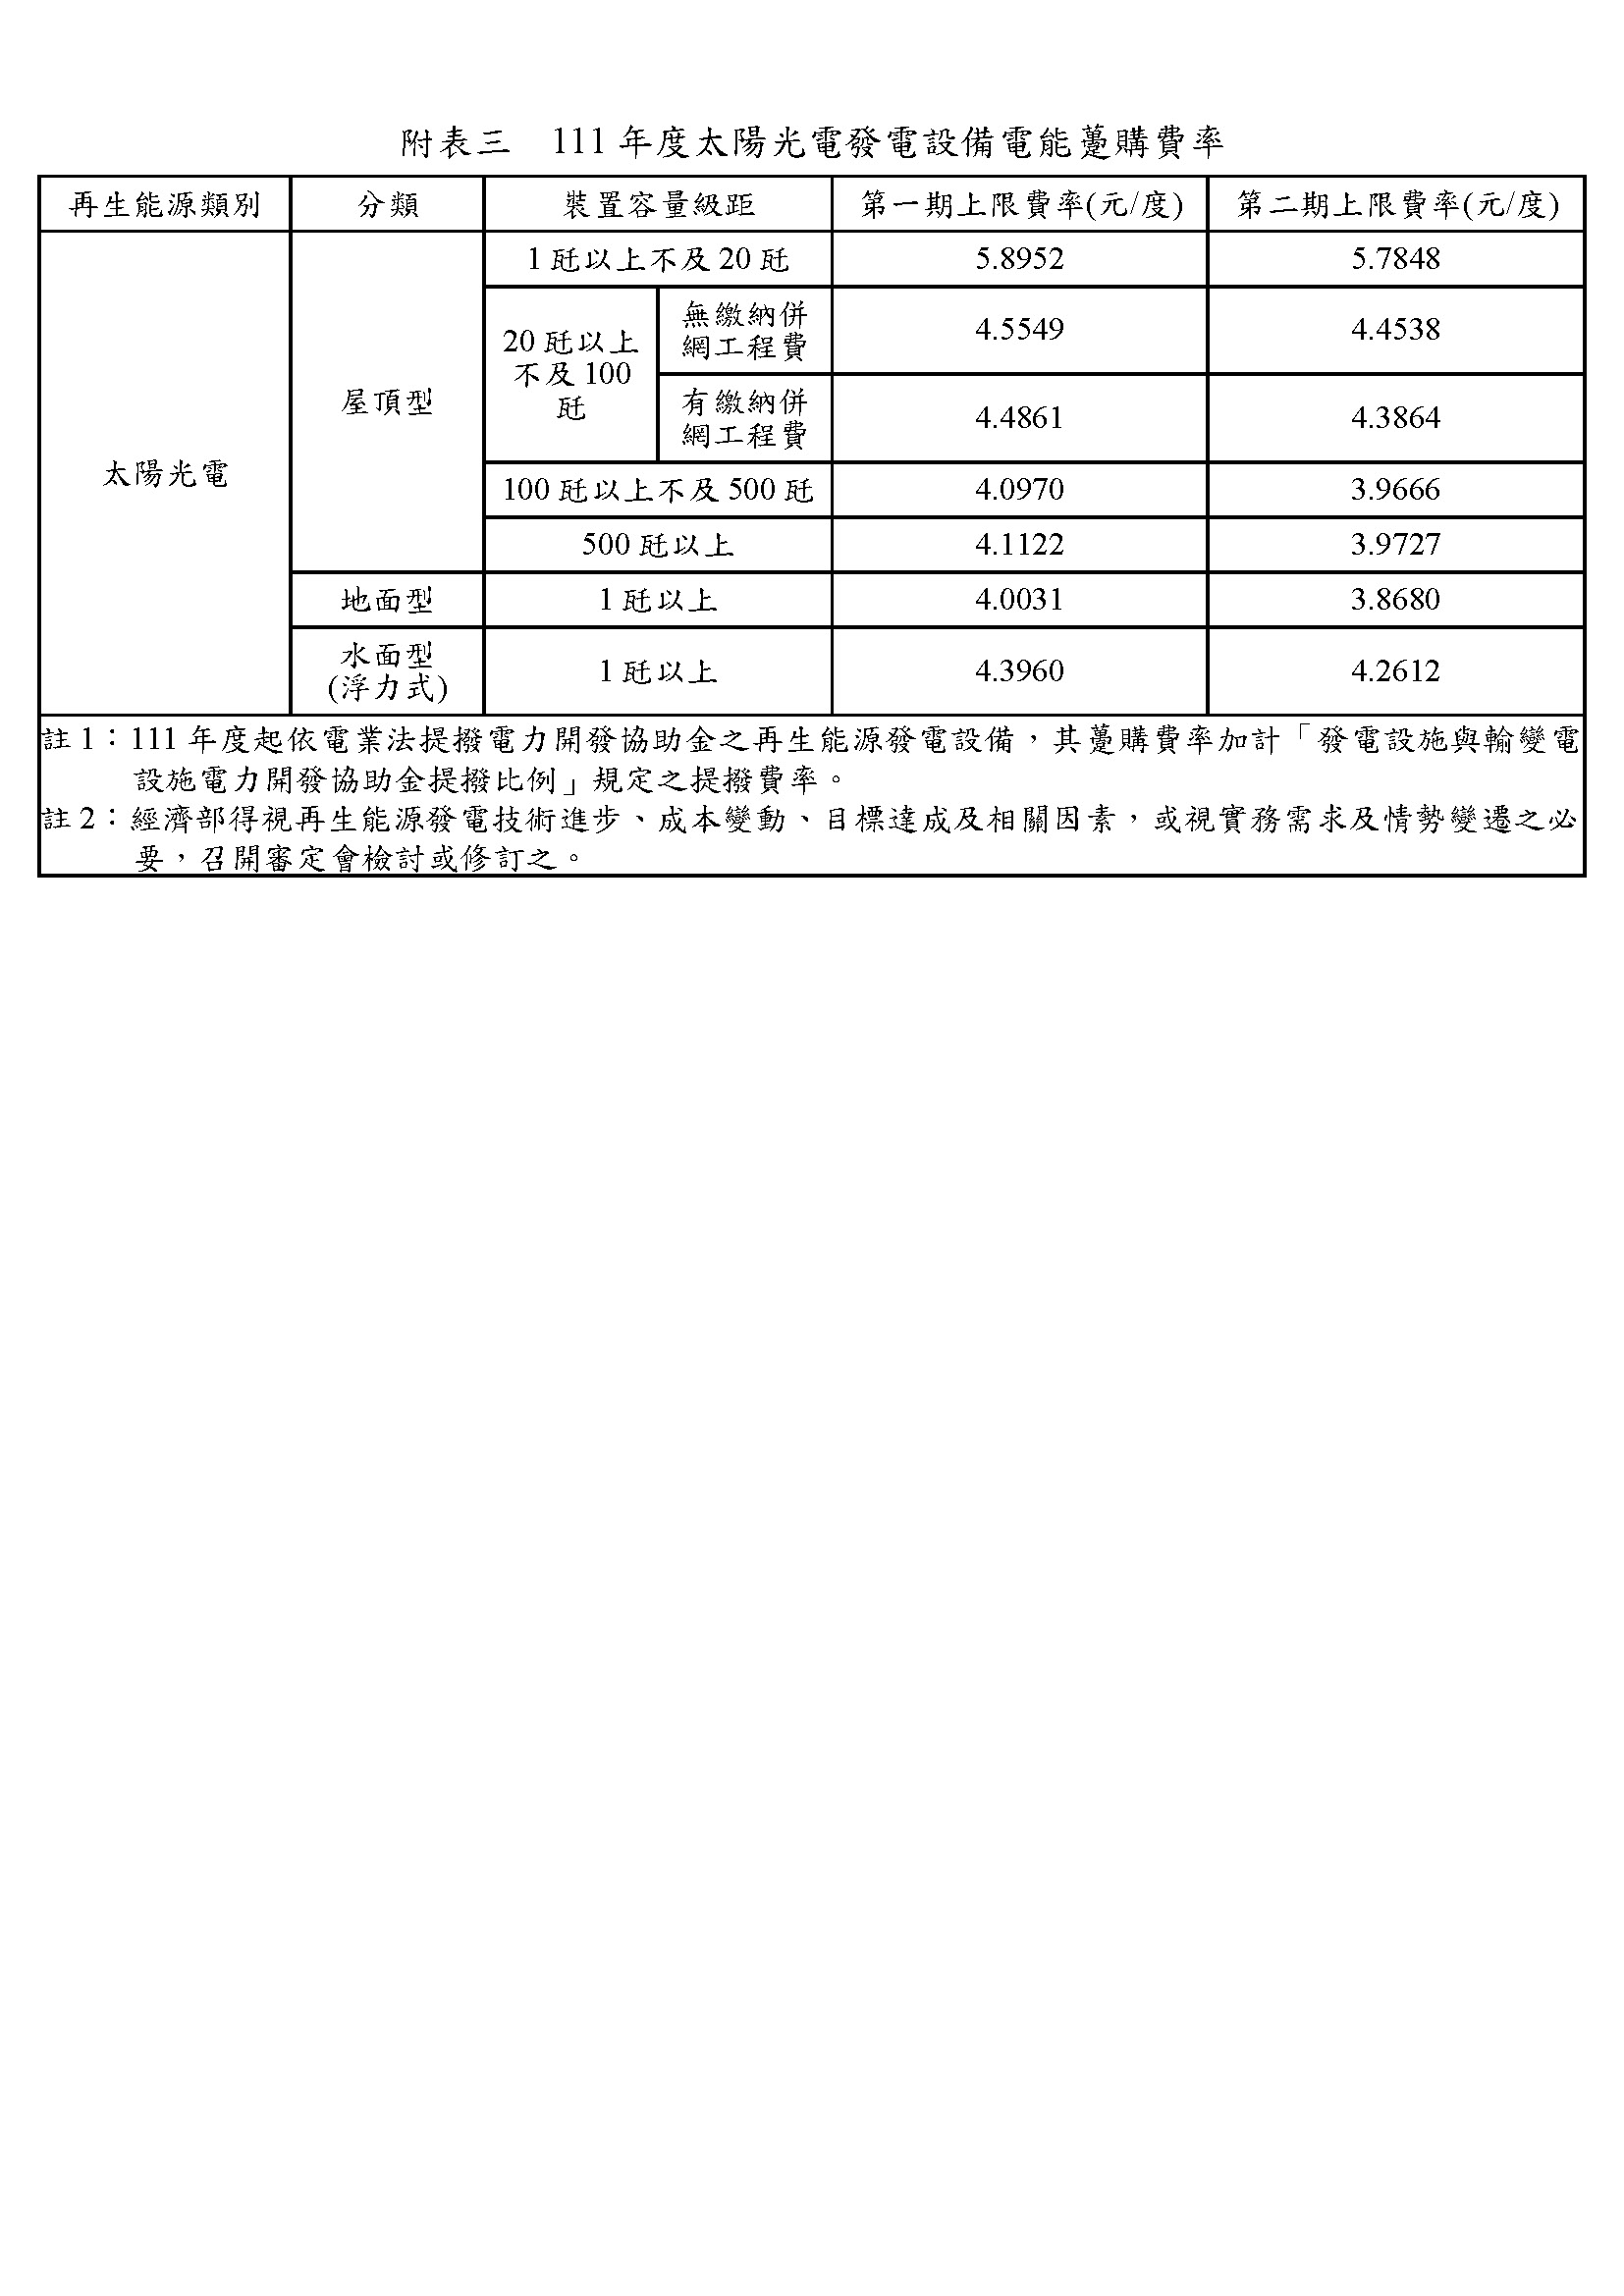 附表三　111 年度太陽光電發電設備電能躉購費率
再生能源類別 分類 裝置容量級距 第一期上限費率(元/度) 第二期上限費率(元/度)
太陽光電
屋頂型
1 瓩以上不及 20 瓩 5.8952 5.7848
20 瓩以上
不及 100
瓩
無繳納併
網工程費
4.5549 4.4538
有繳納併
網工程費
4.4861 4.3864
100 瓩以上不及 500 瓩 4.0970 3.9666
500 瓩以上 4.1122 3.9727
地面型 1 瓩以上 4.0031 3.8680
水面型
(浮力式)
1 瓩以上 4.3960 4.2612
註 1：111 年度起依電業法提撥電力開發協助金之再生能源發電設備，其躉購費率加計「發電設施與輸變電
設施電力開發協助金提撥比例」規定之提撥費率。
註 2：經濟部得視再生能源發電技術進步、成本變動、目標達成及相關因素，或視實務需求及情勢變遷之必
要，召開審定會檢討或修訂之。